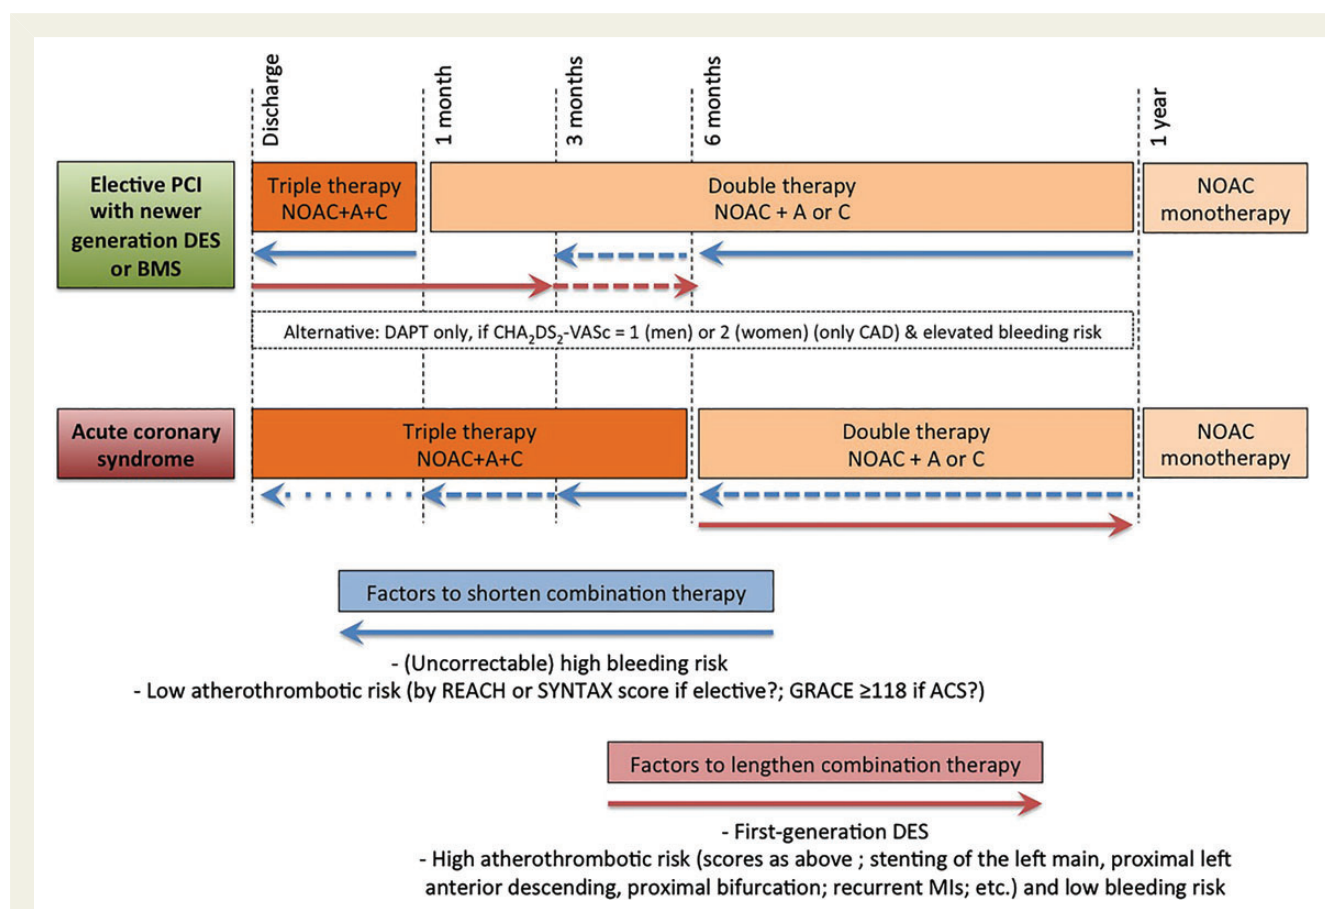 Discharge
1 month
3 months
6 months
1 year
Elective PCI
with newer
generation DES
or BMS
Triple therapy
NOAC+A+C
Double therapy
NOAC + A or C
NOAC
monotherapy
Alternative: DAPT only, if CHA₂DS₂-VASc = 1 (men) or 2 (women) (only CAD) & elevated bleeding risk
Acute coronary
syndrome
Triple therapy
NOAC+A+C
Double therapy
NOAC + A or C
NOAC
monotherapy
Factors to shorten combination therapy
- (Uncorrectable) high bleeding risk
- Low atherothrombotic risk (by REACH or SYNTAX score if elective?; GRACE ≥118 if ACS?)
Factors to lengthen combination therapy
- First-generation DES
- High atherothrombotic risk (scores as above ; stenting of the left main, proximal left
anterior descending, proximal bifurcation; recurrent MIs; etc.) and low bleeding risk